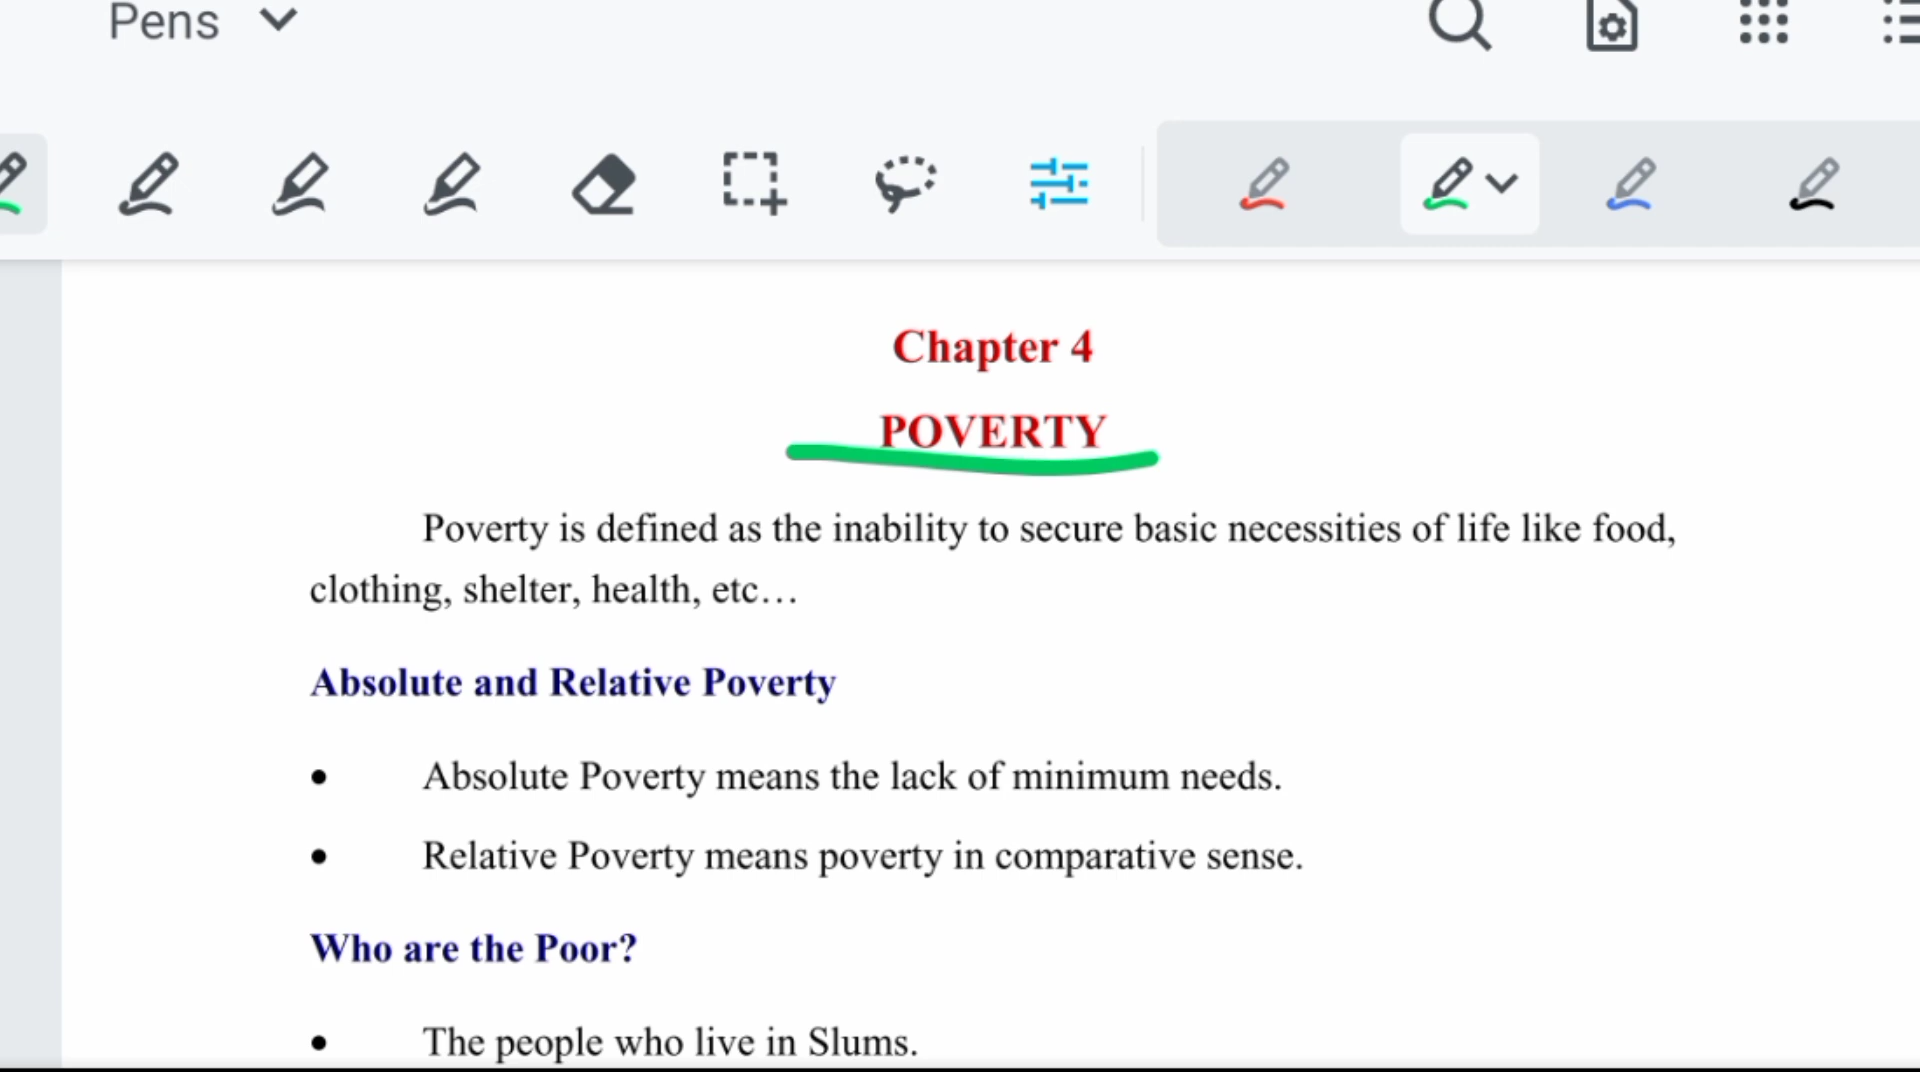 Pens
Chapter 4
POVERTY
Poverty is defined as the inability to secure basic necessities of life like food,
clothing, shelter, health, etc…
Absolute and Relative Poverty
• Absolute Poverty means the lack of minimum needs.
• Relative Poverty means poverty in comparative sense.
Who are the Poor?
• The people who live in Slums.